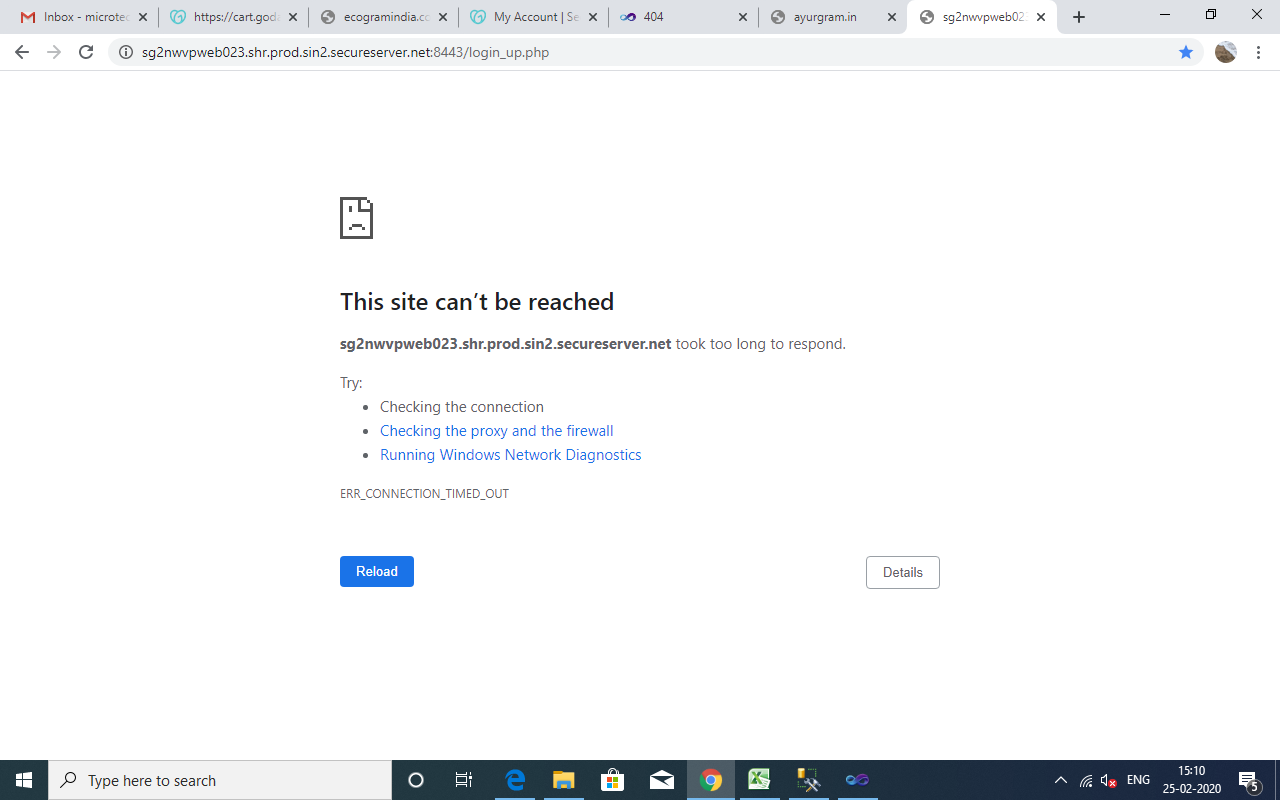 Inbox - microtec
https://cart.god
ecogramindia.co
My Account | Se
404
ayurgram.in
sg2nwvpweb023
sg2nwvpweb023.shr.prod.sin2.secureserver.net:8443/login_up.php
This site can’t be reached
sg2nwvpweb023.shr.prod.sin2.secureserver.net took too long to respond.
Try:
Checking the connection
Checking the proxy and the firewall
Running Windows Network Diagnostics
ERR_CONNECTION_TIMED_OUT
Reload
Details
Type here to search
ENG
15:10
25-02-2020
5